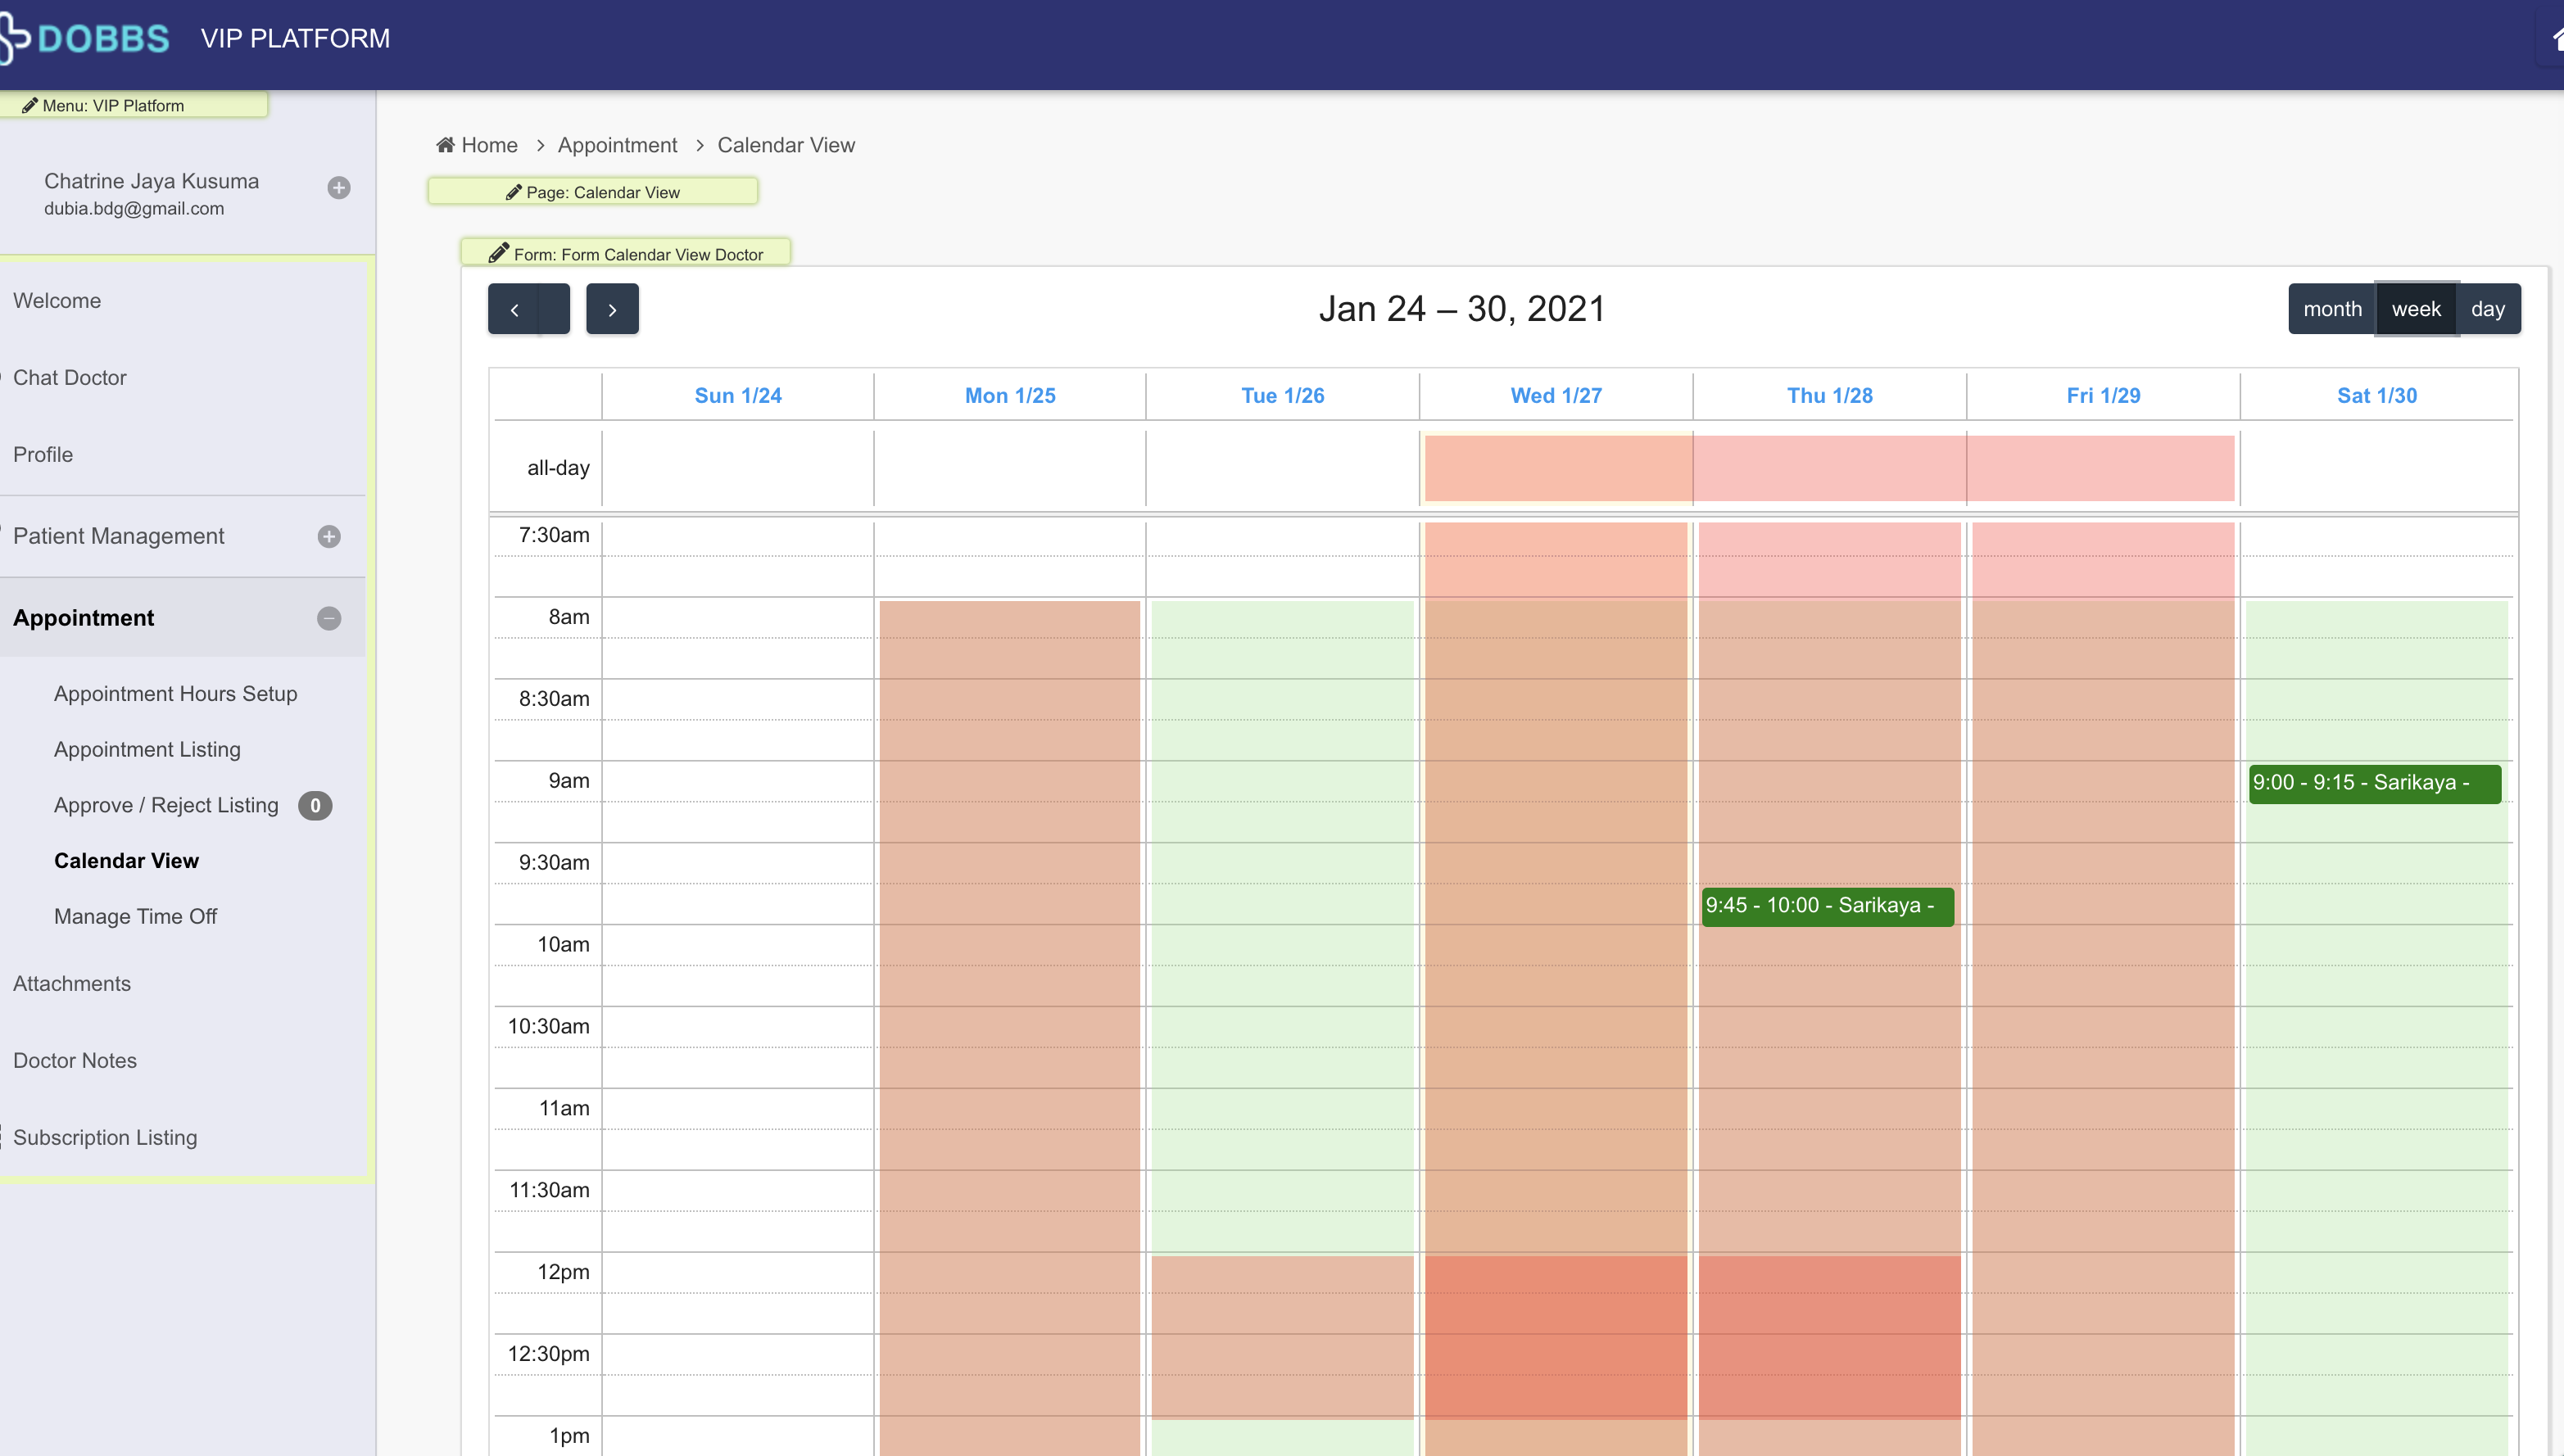 DOBBS VIP PLATFORM
Menu: VIP Platform
Chatrine Jaya Kusuma
dubia.bdg@gmail.com
Welcome
Chat Doctor
Profile
Patient Management
Appointment
Appointment Hours Setup
Appointment Listing
Approve / Reject Listing 0
Calendar View
Manage Time Off
Attachments
Doctor Notes
Subscription Listing
Home > Appointment > Calendar View
Page: Calendar View
Form: Form Calendar View Doctor
Jan 24 – 30, 2021
month week day
Sun 1/24 Mon 1/25 Tue 1/26 Wed 1/27 Thu 1/28 Fri 1/29 Sat 1/30
all-day
7:30am
8am
8:30am
9am
9:00 - 9:15 - Sarikaya -
9:30am
9:45 - 10:00 - Sarikaya -
10am
10:30am
11am
11:30am
12pm
12:30pm
1pm